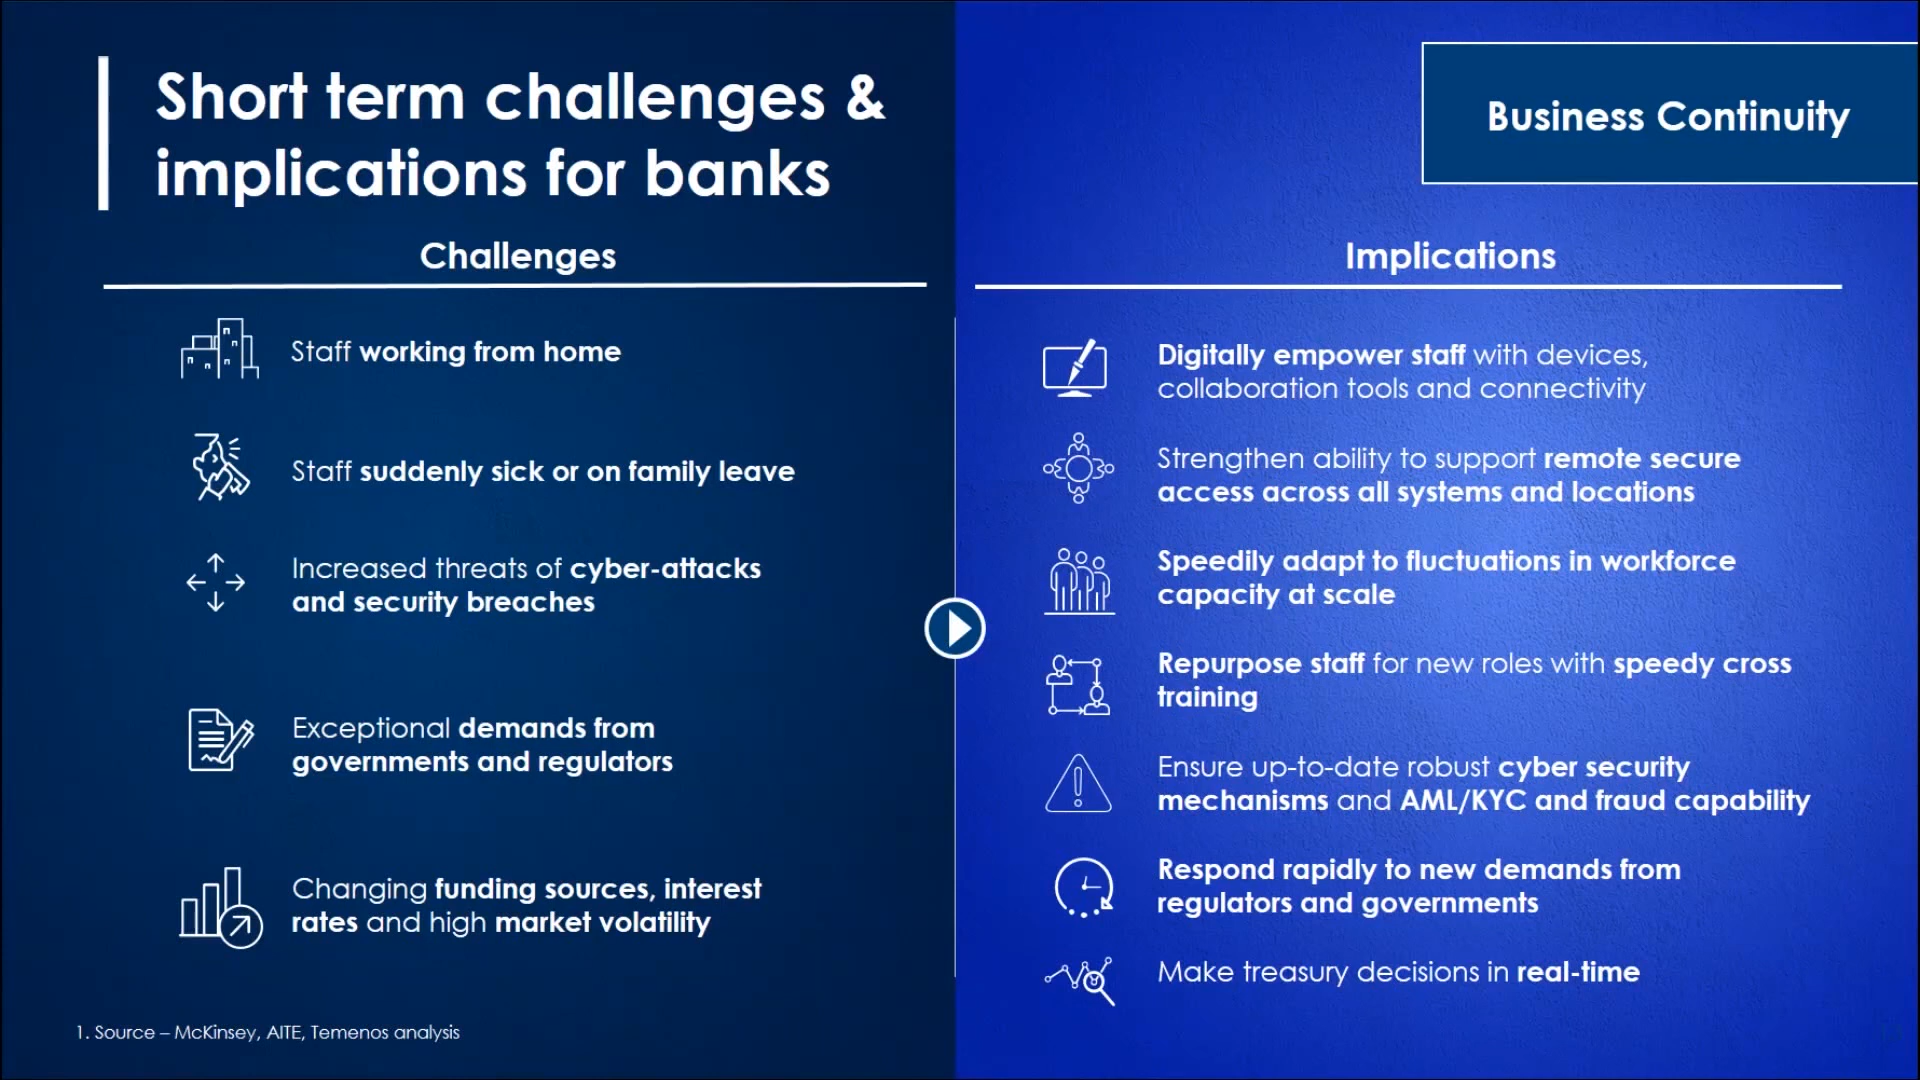 Short term challenges &
implications for banks
Business Continuity
Challenges
Staff working from home
Staff suddenly sick or on family leave
Increased threats of cyber-attacks
and security breaches
Exceptional demands from
governments and regulators
Changing funding sources, interest
rates and high market volatility
Implications
Digitally empower staff with devices,
collaboration tools and connectivity
Strengthen ability to support remote secure
access across all systems and locations
Speedily adapt to fluctuations in workforce
capacity at scale
Repurpose staff for new roles with speedy cross
training
Ensure up-to-date robust cyber security
mechanisms and AML/KYC and fraud capability
Respond rapidly to new demands from
regulators and governments
Make treasury decisions in real-time
1. Source – McKinsey, AITE, Temenos analysis